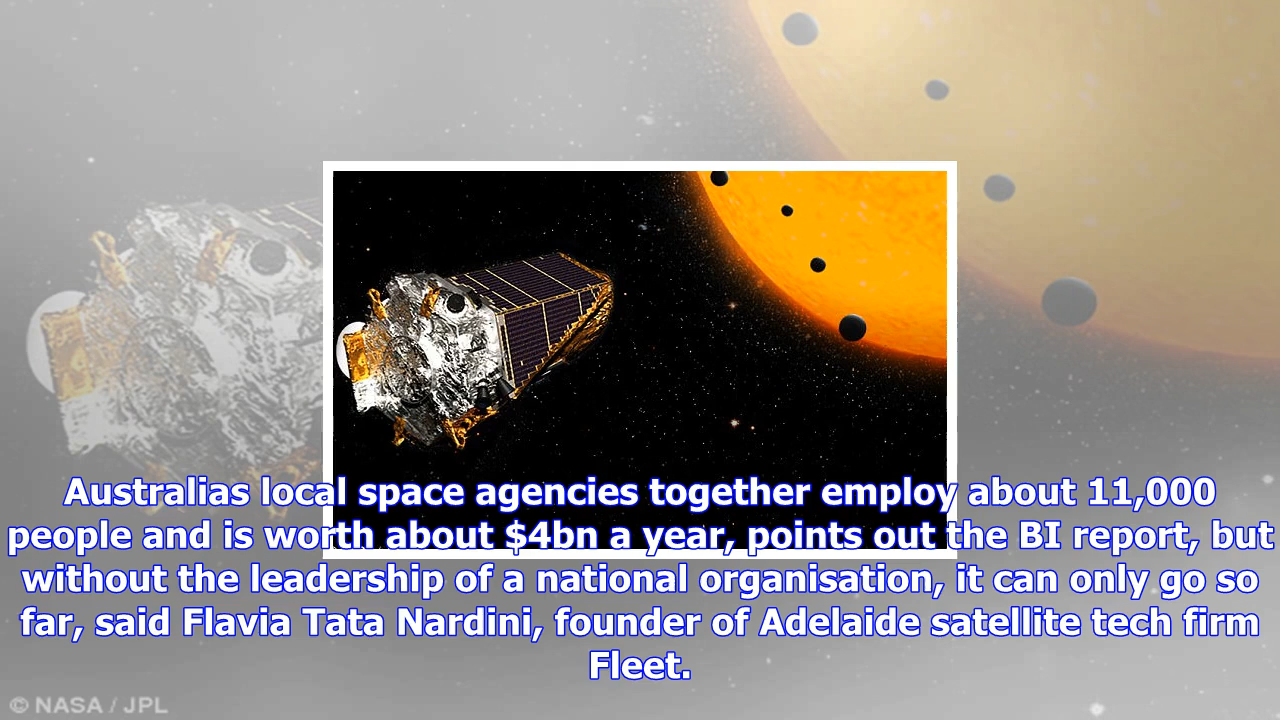 Australias local space agencies together employ about 11,000
people and is worth about $4bn a year, points out the BI report, but
without the leadership of a national organisation, it can only go so
far, said Flavia Tata Nardini, founder of Adelaide satellite tech firm
Fleet.
© NASA / JPL